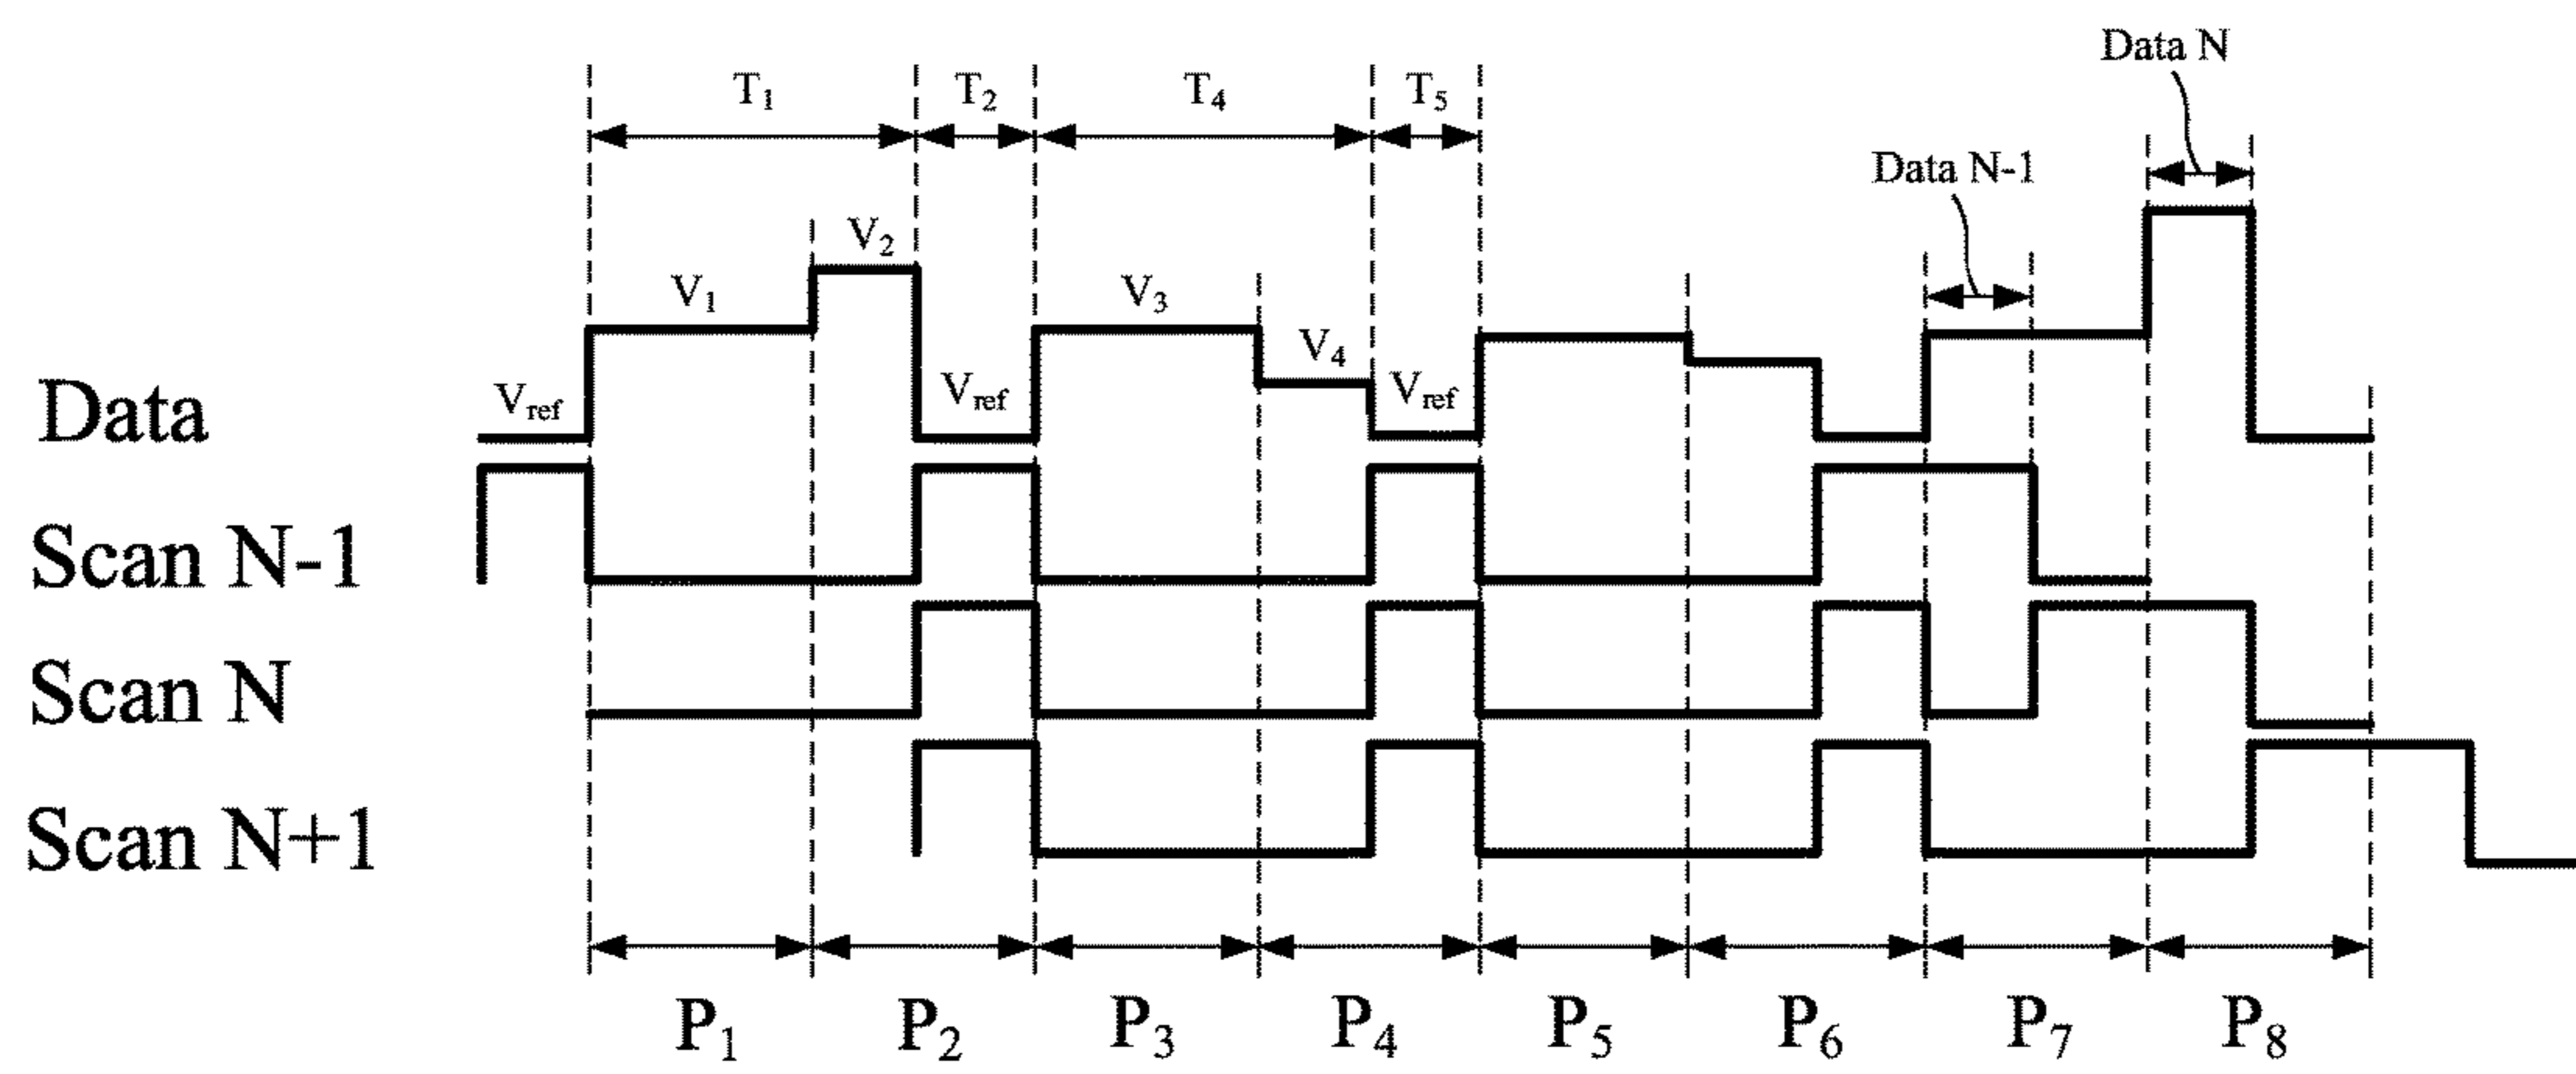 Data N
T₁ T₂ T₄ T₅
Data N-1
V₂
V₁ V₃
V₄
Data Vref Vref Vref
Scan N-1
Scan N
Scan N+1
P₁ P₂ P₃ P₄ P₅ P₆ P₇ P₈